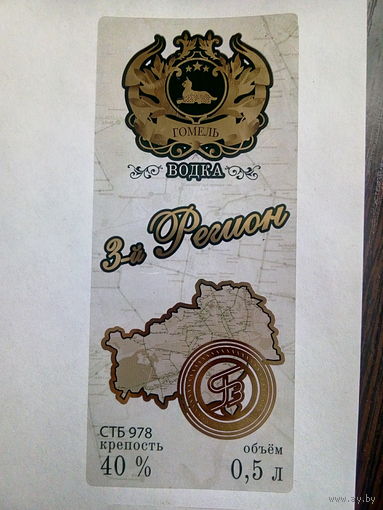 ГОМЕЛЬ
ВОДКА
3-й Регион
СТБ 978
крепость объём
40 % 0,5 л
www.ay.by